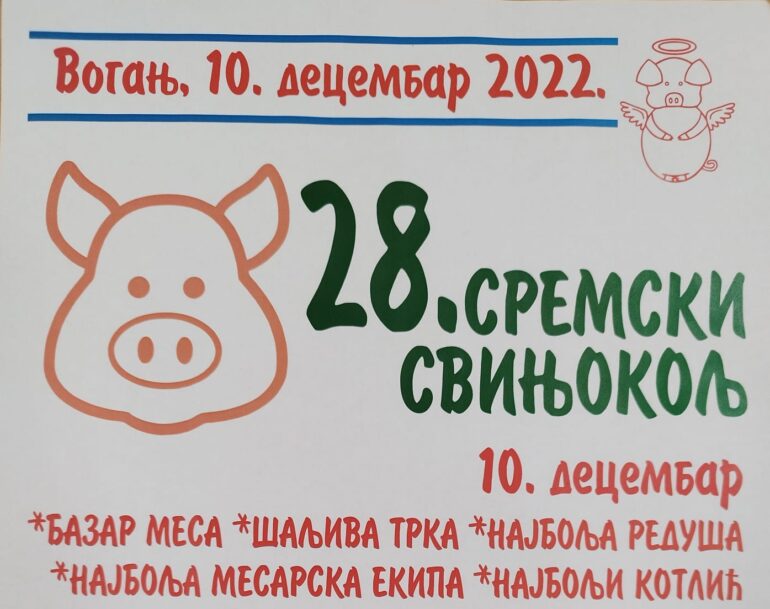 Вогањ, 10. децембар 2022.
28. СРЕМСКИ
СВИЊОКОЉ
10. децембар
*БАЗАР МЕСА *ШАЉИВА ТРКА *НАЈБОЉА РЕДУША
*НАЈБОЉА МЕСАРСКА ЕКИПА *НАЈБОЉИ КОТЛИЋ